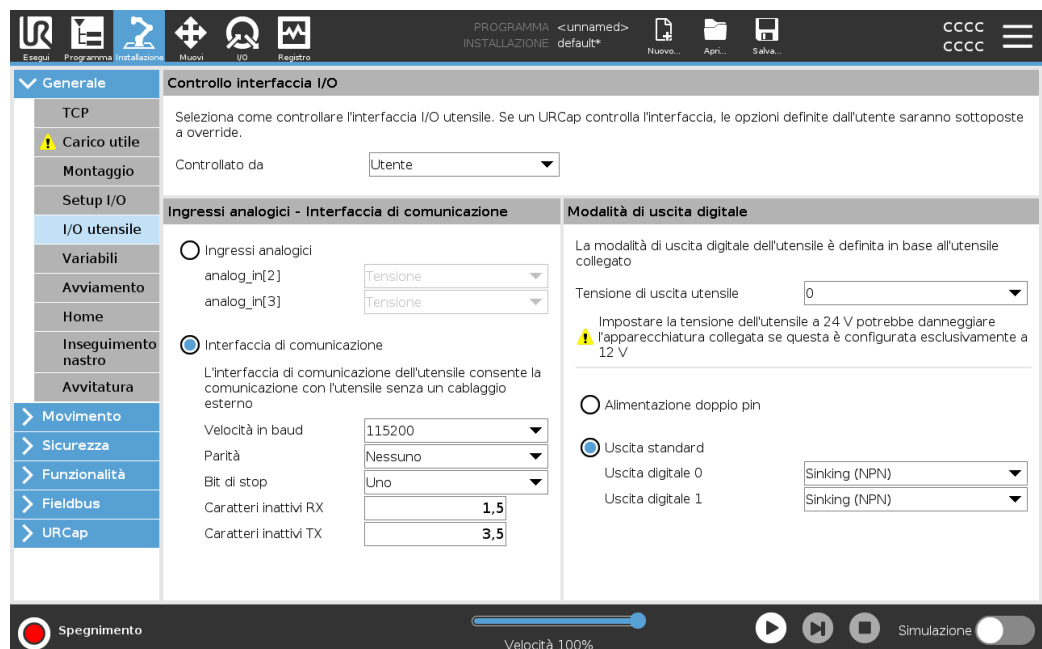 PROGRAMMA <unnamed>
INSTALLAZIONE default*
CCCC
CCCC
Esegui
Programma
Installazione
Muovi
I/O
Registro
Nuovo...
Apri...
Salva...
Generale
TCP
Carico utile
Montaggio
Setup I/O
I/O utensile
Variabili
Avviamento
Home
Inseguimento
nastro
Avvitatura
Movimento
Sicurezza
Funzionalità
Fieldbus
URCap
Controllo interfaccia I/O
Seleziona come controllare l'interfaccia I/O utensile. Se un URCap controlla l'interfaccia, le opzioni definite dall'utente saranno sottoposte
a override.
Controllato da Utente
Ingressi analogici - Interfaccia di comunicazione
Ingressi analogici
analog_in[2] Tensione
analog_in[3] Tensione
Interfaccia di comunicazione
L'interfaccia di comunicazione dell'utensile consente la
comunicazione con l'utensile senza un cablaggio
esterno
Velocità in baud 115200
Parità Nessuno
Bit di stop Uno
Caratteri inattivi RX 1,5
Caratteri inattivi TX 3,5
Modalità di uscita digitale
La modalità di uscita digitale dell'utensile è definita in base all'utensile
collegato
Tensione di uscita utensile 0
Impostare la tensione dell'utensile a 24 V potrebbe danneggiare
l'apparecchiatura collegata se questa è configurata esclusivamente a
12 V
Alimentazione doppio pin
Uscita standard
Uscita digitale 0 Sinking (NPN)
Uscita digitale 1 Sinking (NPN)
Spegnimento
Velocità 100%
Simulazione